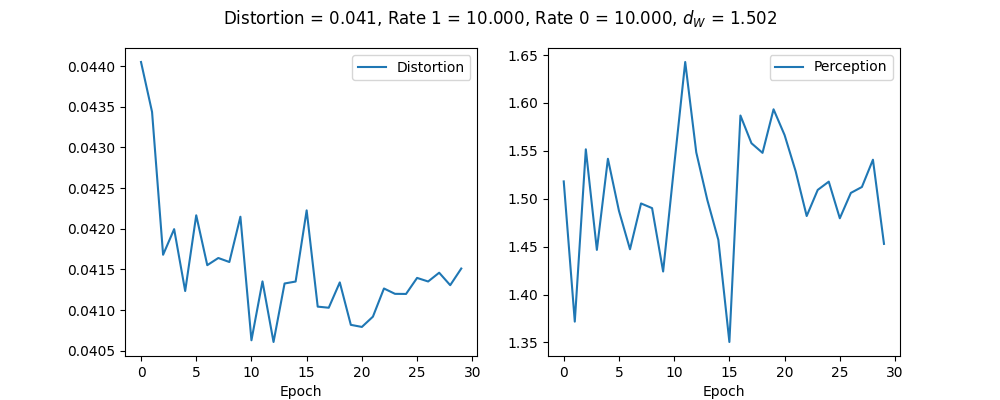 Distortion = 0.041, Rate 1 = 10.000, Rate 0 = 10.000, d_W = 1.502
Distortion
0.0440
0.0435
0.0430
0.0425
0.0420
0.0415
0.0410
0.0405
0 5 10 15 20 25 30
Epoch
Perception
1.65
1.60
1.55
1.50
1.45
1.40
1.35
0 5 10 15 20 25 30
Epoch